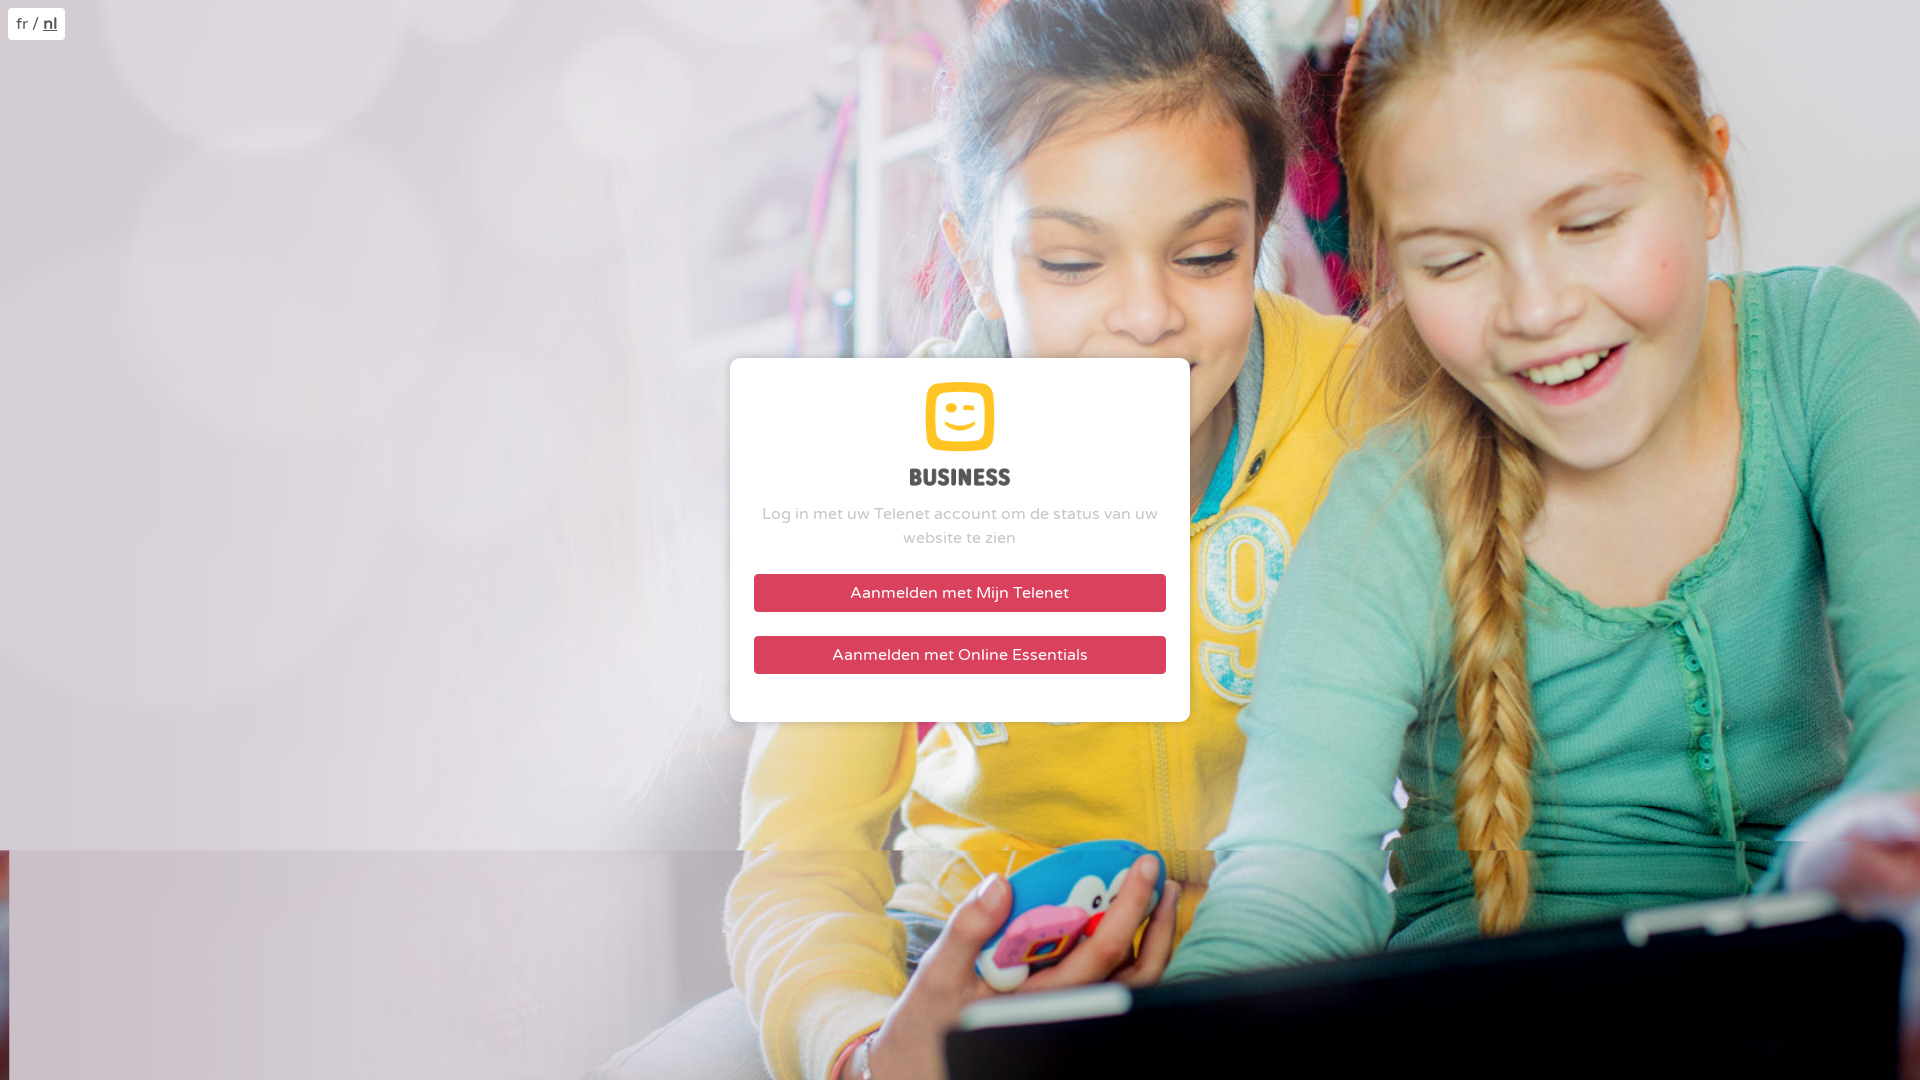 fr / nl
BUSINESS
Log in met uw Telenet account om de status van uw
website te zien
Aanmelden met Mijn Telenet
Aanmelden met Online Essentials
9